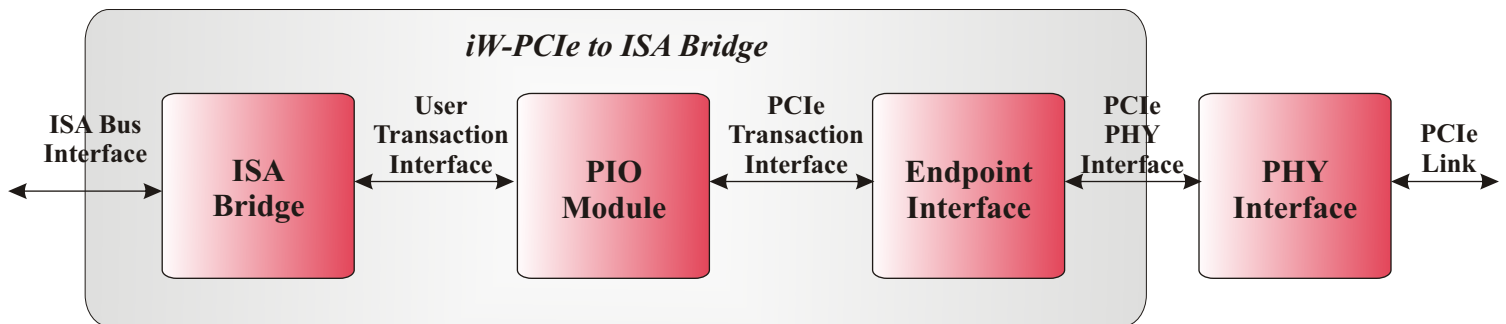 iW-PCIe to ISA Bridge
ISA Bus
Interface
ISA
Bridge
User
Transaction
Interface
PIO
Module
PCIe
Transaction
Interface
Endpoint
Interface
PCIe
PHY
Interface
PHY
Interface
PCIe
Link